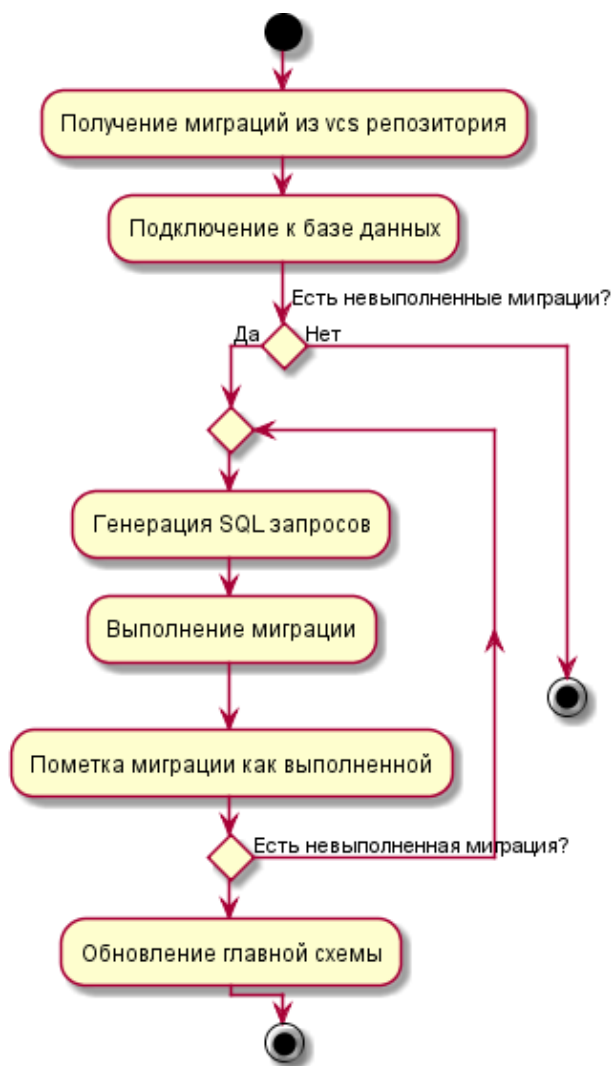 Получение миграций из vcs репозитория
Подключение к базе данных
Есть невыполненные миграции?
Да
Нет
Генерация SQL запросов
Выполнение миграции
Пометка миграции как выполненной
Есть невыполненная миграция?
Обновление главной схемы